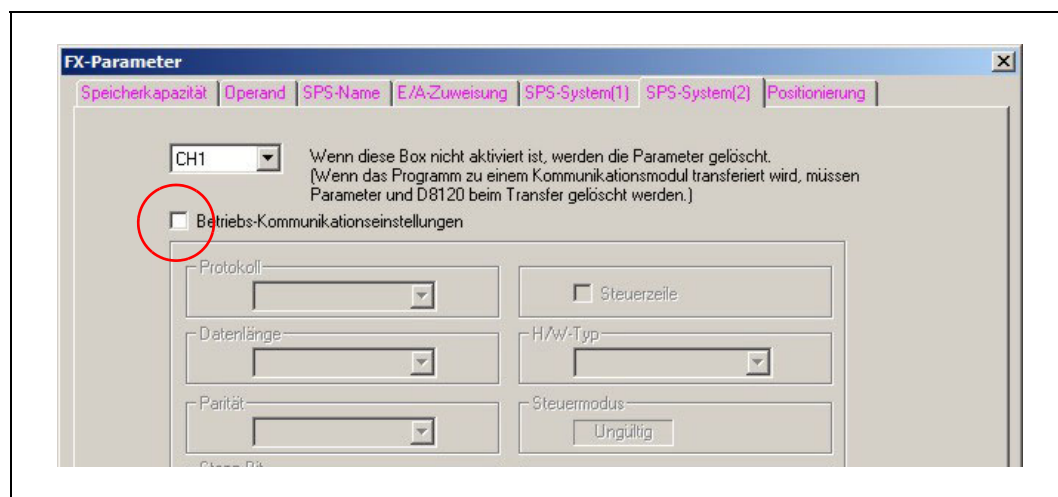 FX-Parameter
Speicherkapazität Operand SPS-Name E/A-Zuweisung SPS-System(1) SPS-System(2) Positionierung
CH1
Wenn diese Box nicht aktiviert ist, werden die Parameter gelöscht.
(Wenn das Programm zu einem Kommunikationsmodul transferiert wird, müssen
Parameter und D8120 beim Transfer gelöscht werden.)
Betriebs-Kommunikationseinstellungen
Protokoll
Steuerzeile
Datenlänge
H/W-Typ
Parität
Steuermodus
Ungültig